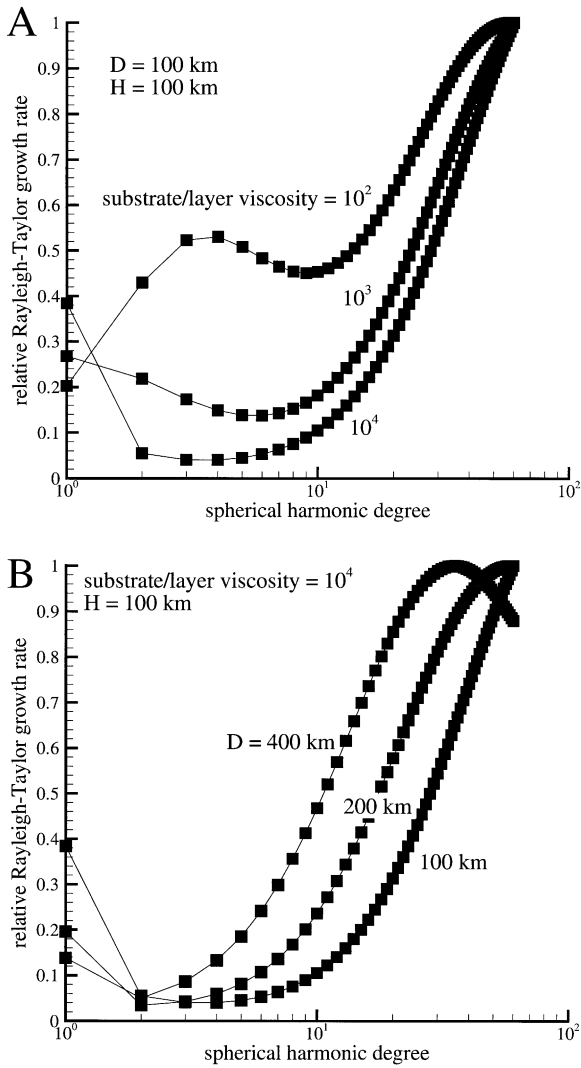 A
relative Rayleigh-Taylor growth rate
1
0.9
0.8
0.7
0.6
0.5
0.4
0.3
0.2
0.1
0
D = 100 km
H = 100 km
substrate/layer viscosity = 10²
10³
10⁴
10⁰
10¹
10²
spherical harmonic degree
B
relative Rayleigh-Taylor growth rate
1
0.9
0.8
0.7
0.6
0.5
0.4
0.3
0.2
0.1
0
substrate/layer viscosity = 10⁴
H = 100 km
D = 400 km
200 km
100 km
10⁰
10¹
10²
spherical harmonic degree